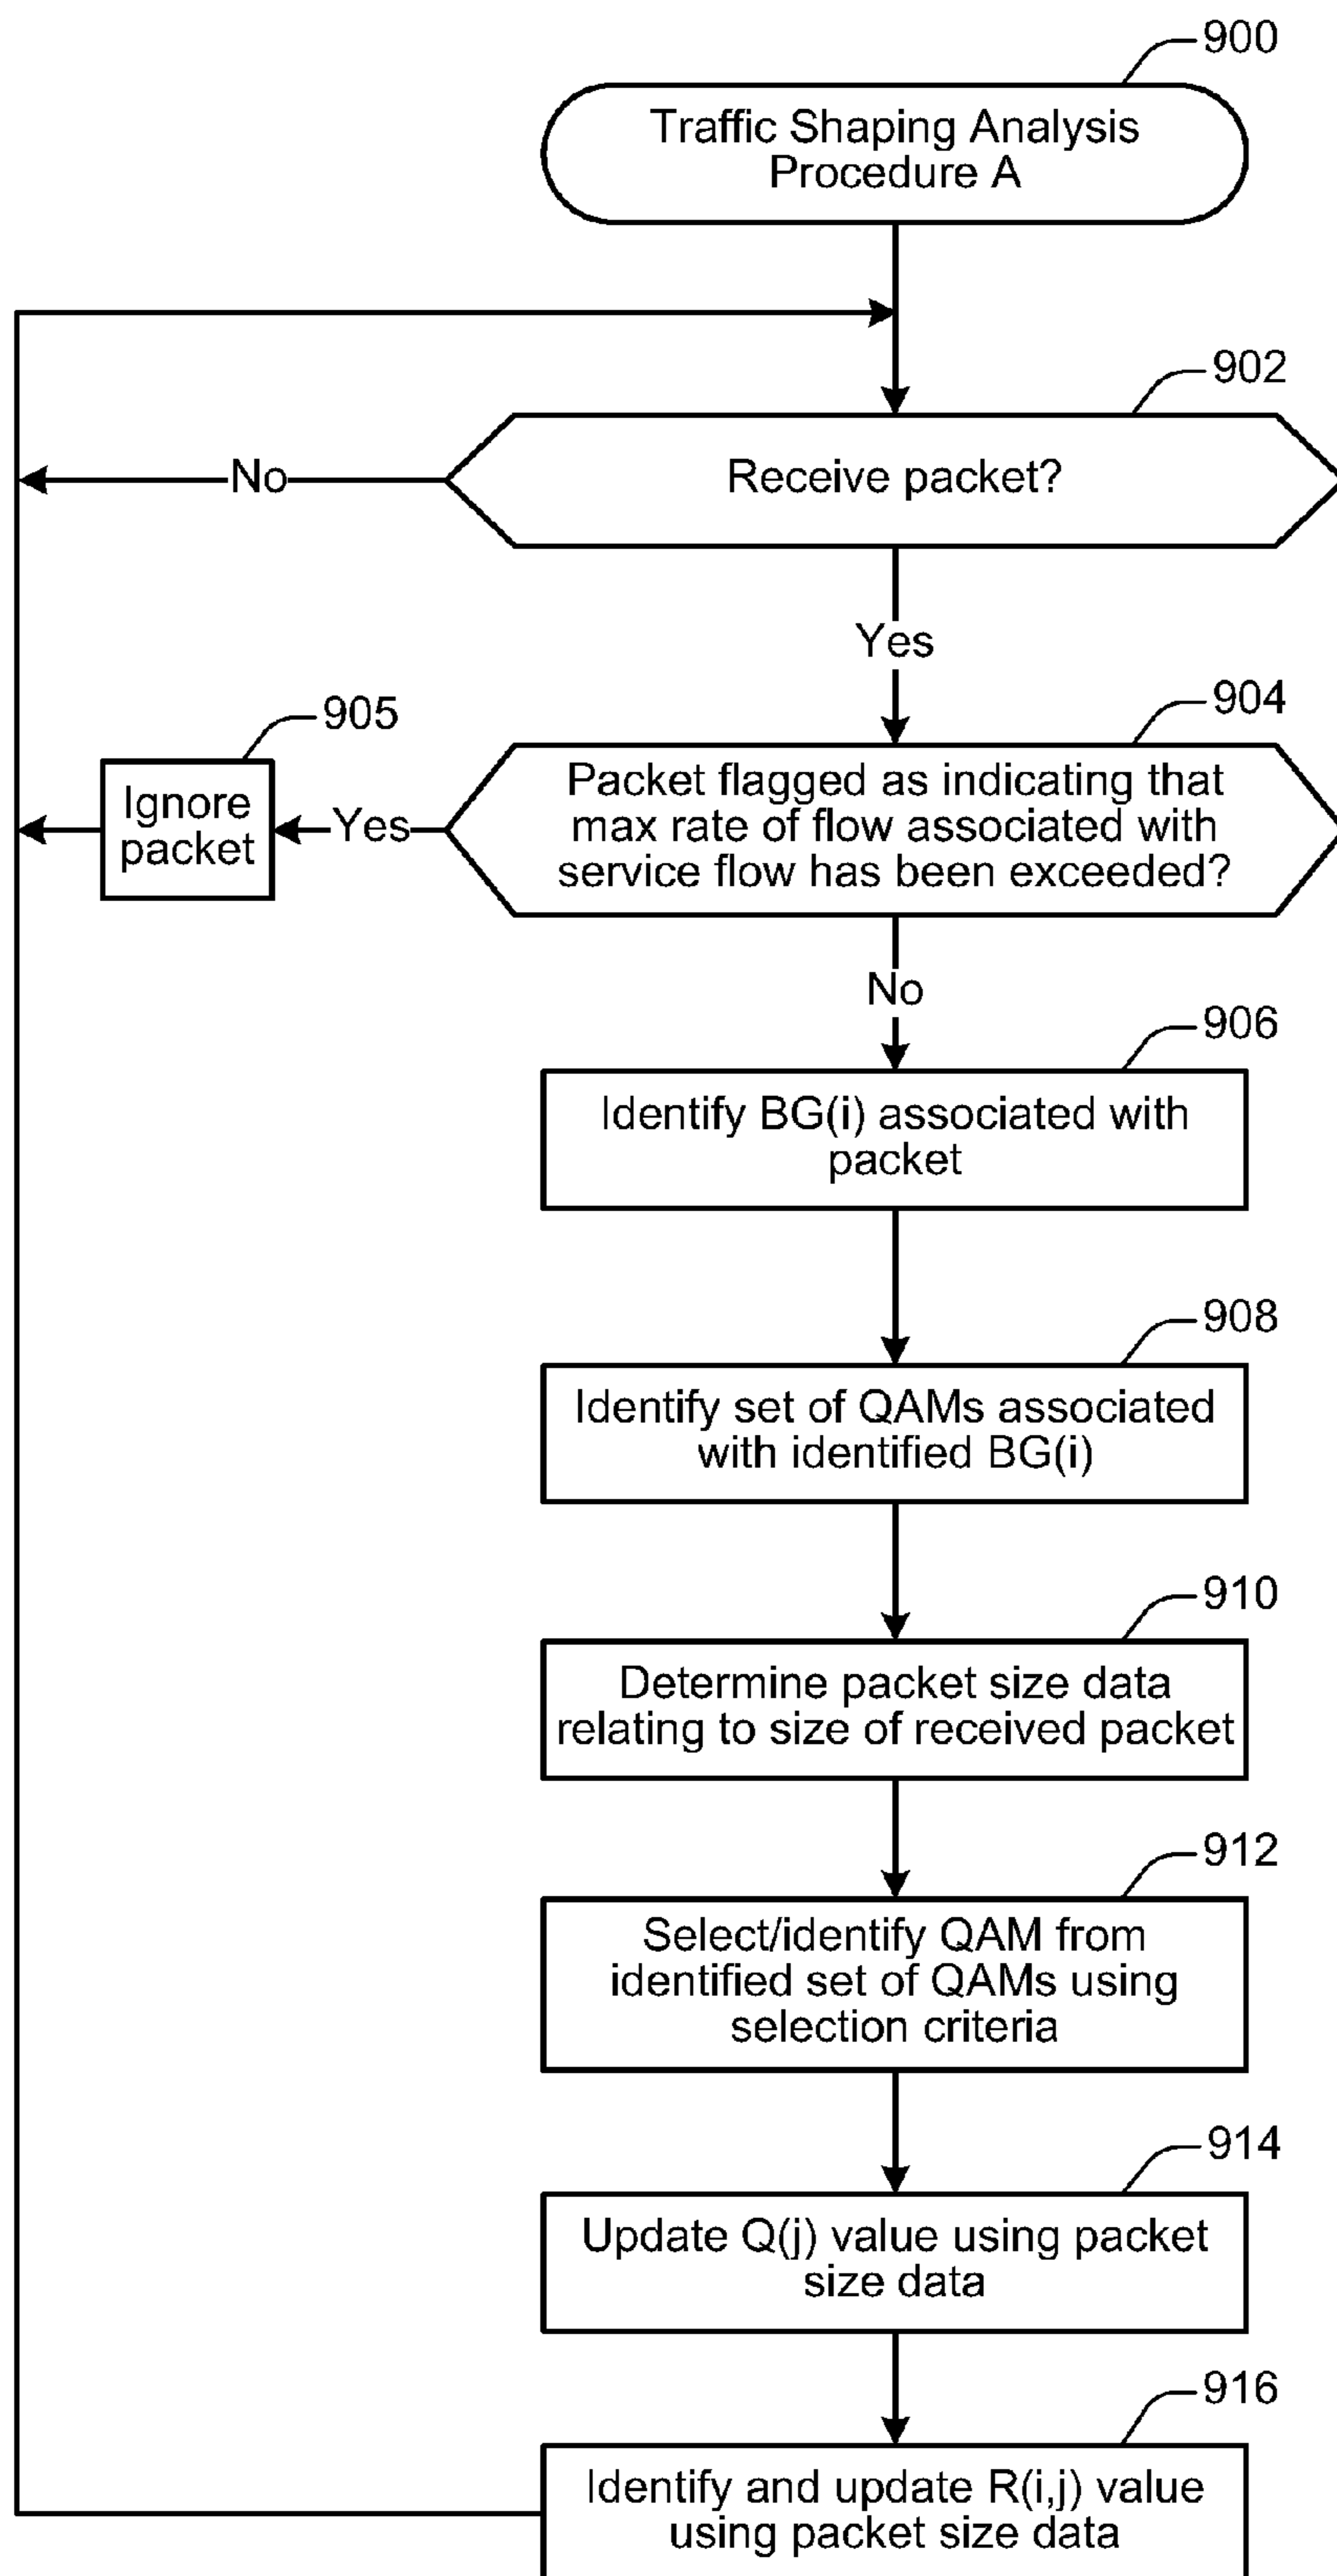 900
Traffic Shaping Analysis
Procedure A
902
Receive packet?
No
Yes
904
Packet flagged as indicating that
max rate of flow associated with
service flow has been exceeded?
905
Ignore
packet
Yes
No
906
Identify BG(i) associated with
packet
908
Identify set of QAMs associated
with identified BG(i)
910
Determine packet size data
relating to size of received packet
912
Select/identify QAM from
identified set of QAMs using
selection criteria
914
Update Q(j) value using packet
size data
916
Identify and update R(i,j) value
using packet size data